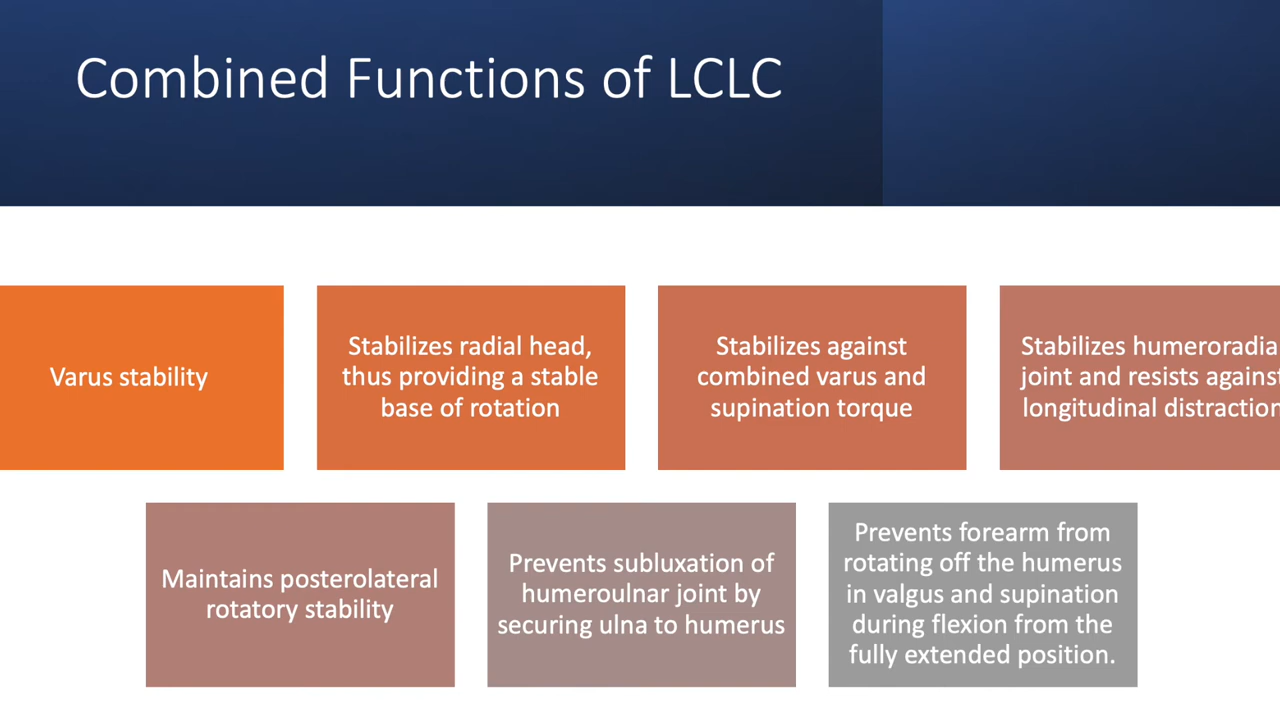 Combined Functions of LCLC
Varus stability
Stabilizes radial head,
thus providing a stable
base of rotation
Stabilizes against
combined varus and
supination torque
Stabilizes humeroradia
joint and resists against
longitudinal distraction
Maintains posterolateral
rotatory stability
Prevents subluxation of
humeroulnar joint by
securing ulna to humerus
Prevents forearm from
rotating off the humerus
in valgus and supination
during flexion from the
fully extended position.